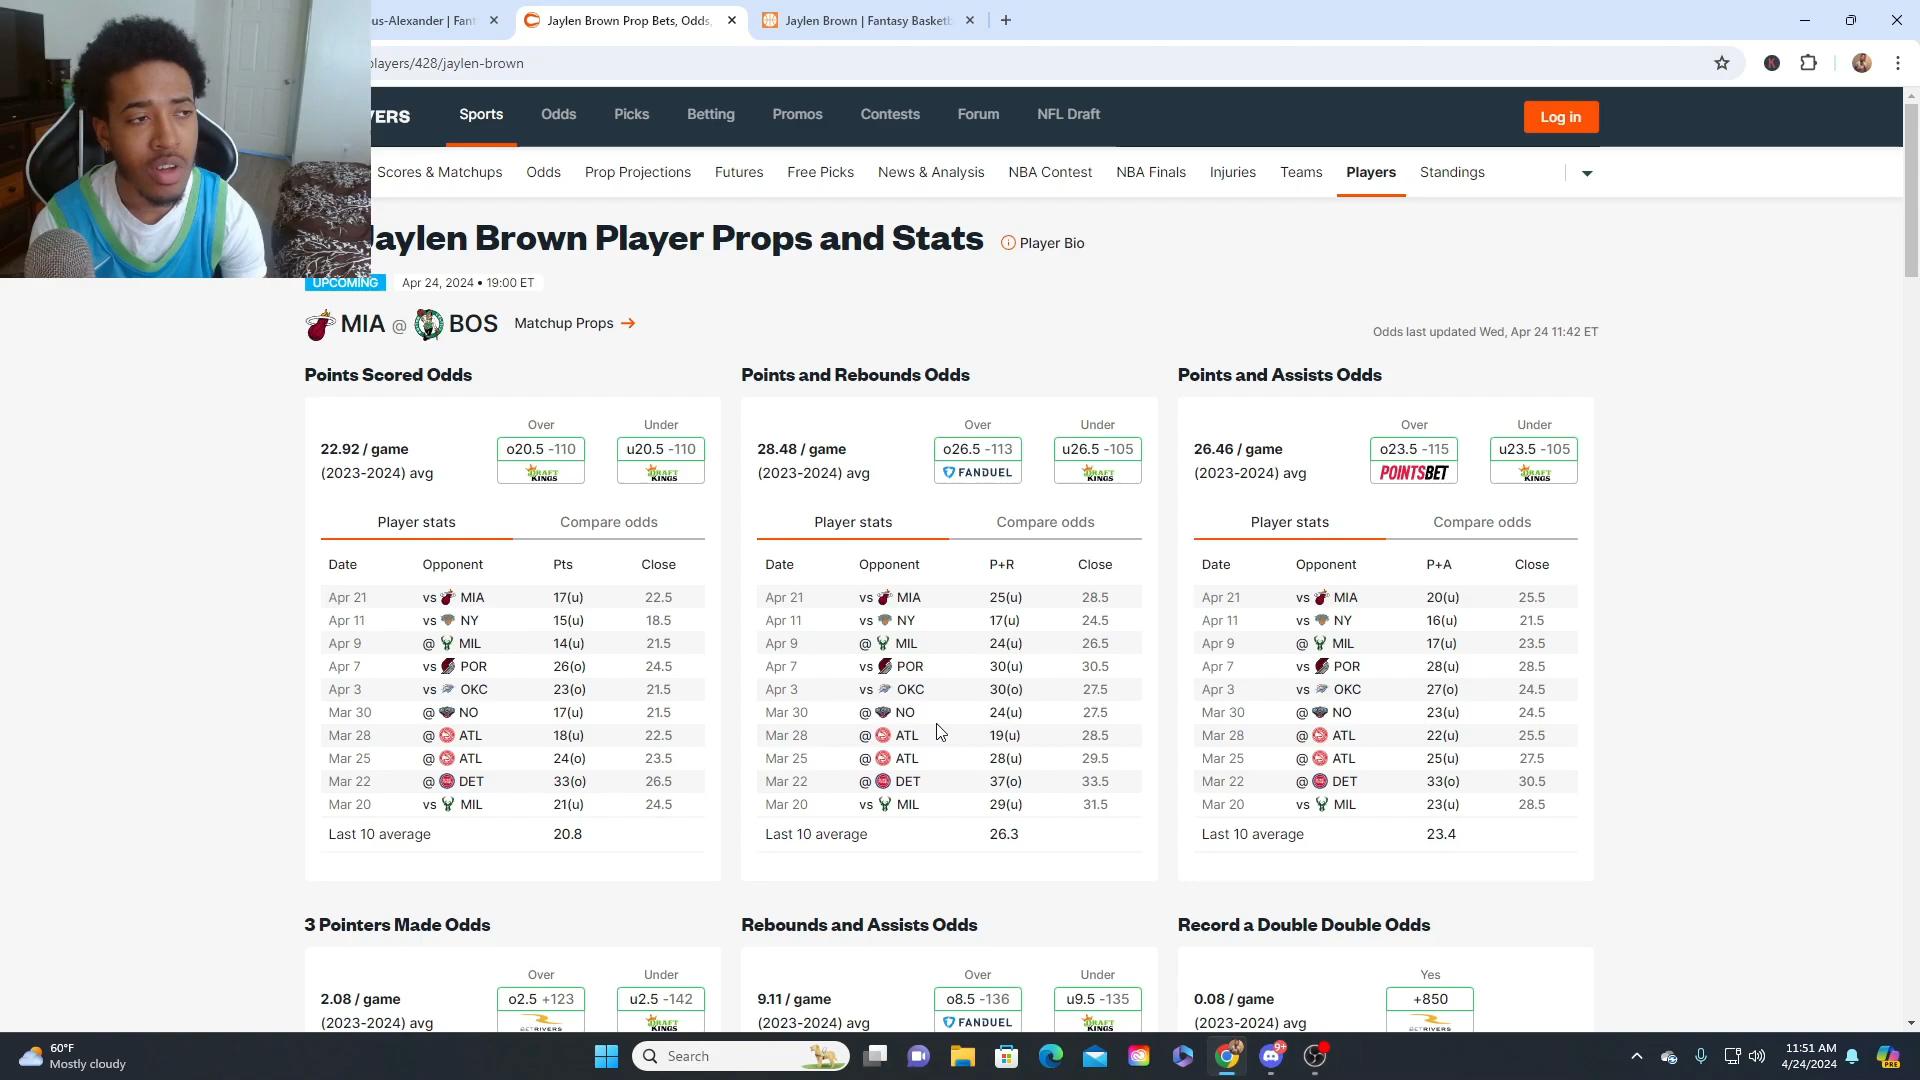 ous-Alexander | Fant
Jaylen Brown Prop Bets, Odds,
Jaylen Brown | Fantasy Basketb
players/428/jaylen-brown
VERS
Sports
Odds
Picks
Betting
Promos
Contests
Forum
NFL Draft
Log in
Scores & Matchups
Odds
Prop Projections
Futures
Free Picks
News & Analysis
NBA Contest
NBA Finals
Injuries
Teams
Players
Standings
Jaylen Brown Player Props and Stats
Player Bio
UPCOMING
Apr 24, 2024 • 19:00 ET
MIA @ BOS
Matchup Props →
Odds last updated Wed, Apr 24 11:42 ET
Points Scored Odds
Over Under
22.92 / game o20.5 -110 u20.5 -110
(2023-2024) avg DRAFT KINGS DRAFT KINGS
Player stats Compare odds
Date Opponent Pts Close
Apr 21 vs MIA 17(u) 22.5
Apr 11 vs NY 15(u) 18.5
Apr 9 @ MIL 14(u) 21.5
Apr 7 vs POR 26(o) 24.5
Apr 3 vs OKC 23(o) 21.5
Mar 30 @ NO 17(u) 21.5
Mar 28 @ ATL 18(u) 22.5
Mar 25 @ ATL 24(o) 23.5
Mar 22 @ DET 33(o) 26.5
Mar 20 vs MIL 21(u) 24.5
Last 10 average 20.8
Points and Rebounds Odds
Over Under
28.48 / game o26.5 -113 u26.5 -105
(2023-2024) avg FANDUEL DRAFT KINGS
Player stats Compare odds
Date Opponent P+R Close
Apr 21 vs MIA 25(u) 28.5
Apr 11 vs NY 17(u) 24.5
Apr 9 @ MIL 24(u) 26.5
Apr 7 vs POR 30(u) 30.5
Apr 3 vs OKC 30(o) 27.5
Mar 30 @ NO 24(u) 27.5
Mar 28 @ ATL 19(u) 28.5
Mar 25 @ ATL 28(u) 29.5
Mar 22 @ DET 37(o) 33.5
Mar 20 vs MIL 29(u) 31.5
Last 10 average 26.3
Points and Assists Odds
Over Under
26.46 / game o23.5 -115 u23.5 -105
(2023-2024) avg POINTSBET DRAFT KINGS
Player stats Compare odds
Date Opponent P+A Close
Apr 21 vs MIA 20(u) 25.5
Apr 11 vs NY 16(u) 21.5
Apr 9 @ MIL 17(u) 23.5
Apr 7 vs POR 28(u) 28.5
Apr 3 vs OKC 27(o) 24.5
Mar 30 @ NO 23(u) 24.5
Mar 28 @ ATL 22(u) 25.5
Mar 25 @ ATL 25(u) 27.5
Mar 22 @ DET 33(o) 30.5
Mar 20 vs MIL 23(u) 28.5
Last 10 average 23.4
3 Pointers Made Odds
Over Under
2.08 / game o2.5 +123 u2.5 -142
(2023-2024) avg BETRIVERS DRAFT KINGS
Rebounds and Assists Odds
Over Under
9.11 / game o8.5 -136 u9.5 -135
(2023-2024) avg FANDUEL DRAFT KINGS
Record a Double Double Odds
Yes
0.08 / game +850
(2023-2024) avg BETRIVERS
60°F
Mostly cloudy
Search
9+
11:51 AM
4/24/2024
PRE